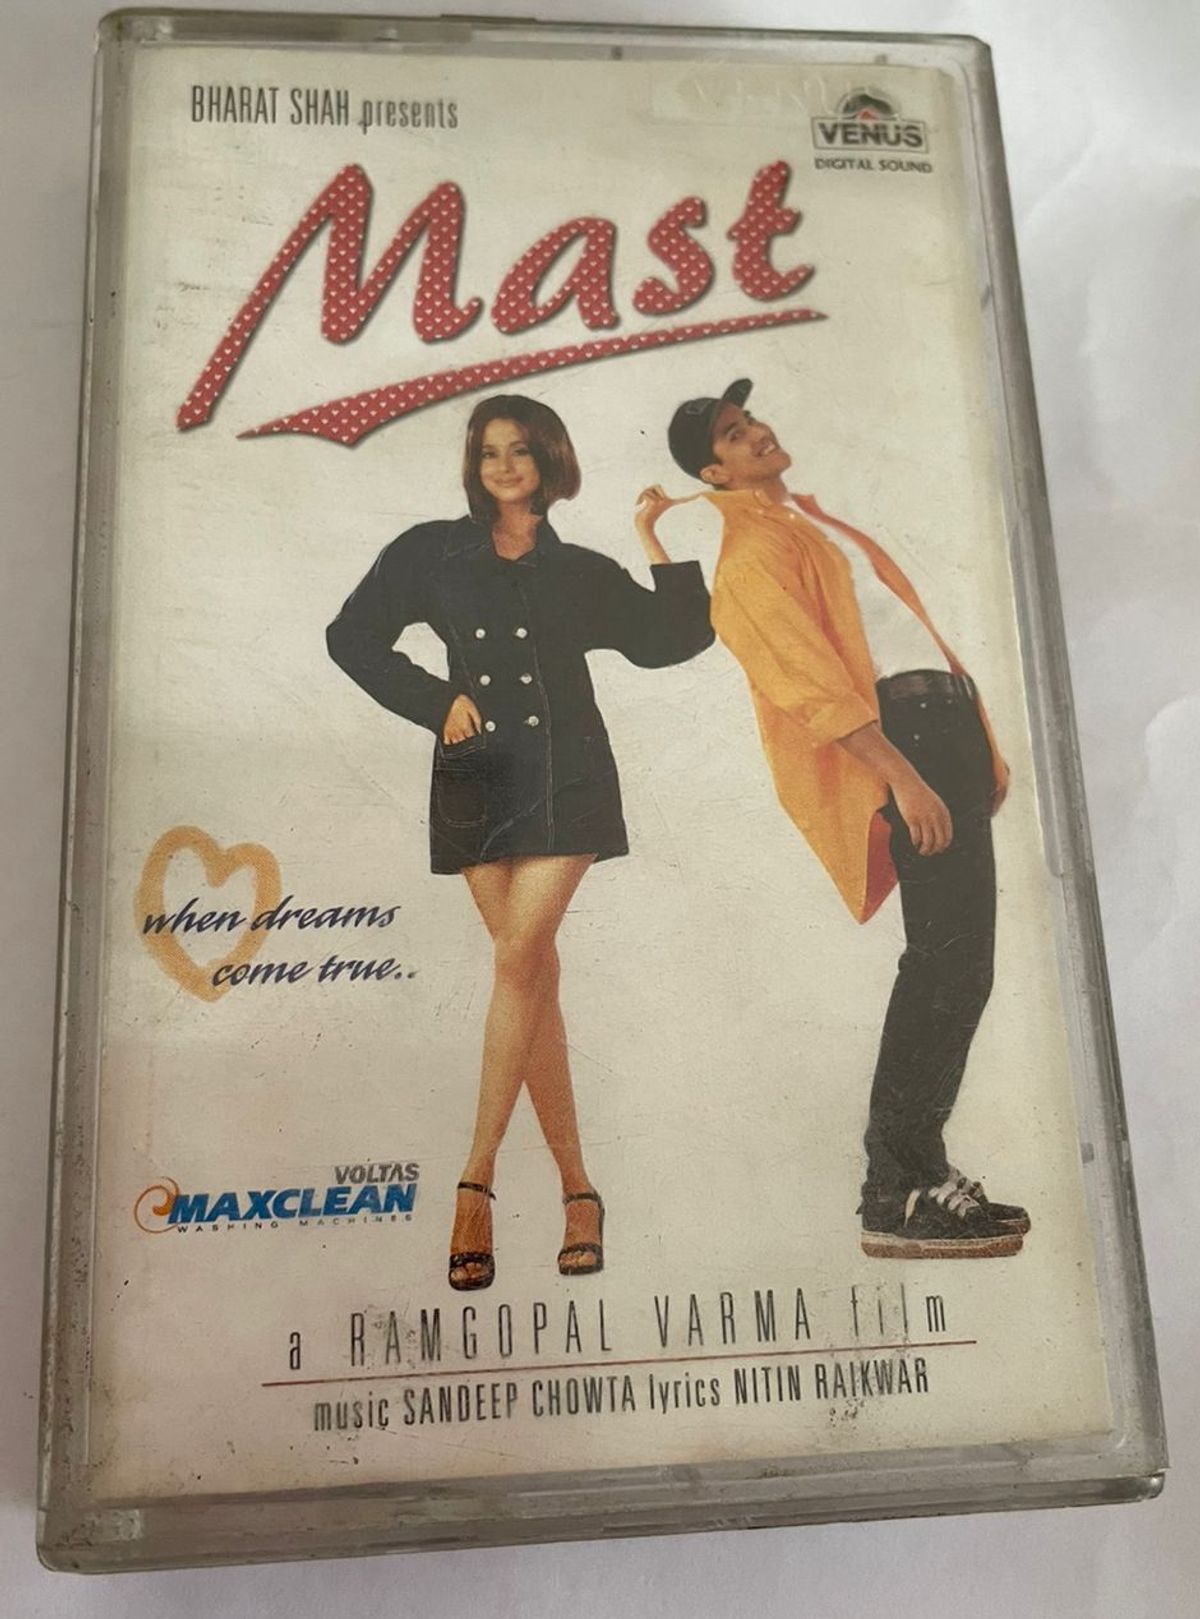 BHARAT SHAH presents
VENUS
DIGITAL SOUND
Mast
when dreams
come true..
VOLTAS
MAXCLEAN
WASHING MACHINES
a RAMGOPAL VARMA film
music SANDEEP CHOWTA lyrics NITIN RAIKWAR